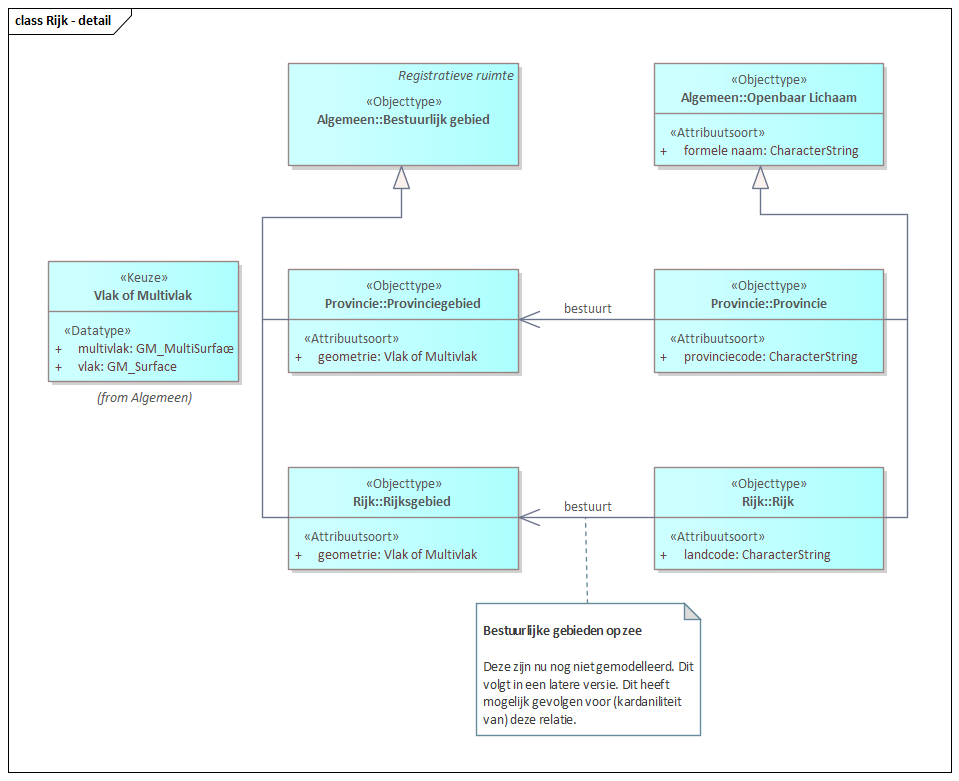 class Rijk - detail
Registratieve ruimte
«Objecttype»
Algemeen::Bestuurlijk gebied
«Objecttype»
Algemeen::Openbaar Lichaam
«Attribuutsoort»
+ formele naam: CharacterString
«Keuze»
Vlak of Multivlak
«Datatype»
+ multivlak: GM_MultiSurface
+ vlak: GM_Surface
(from Algemeen)
«Objecttype»
Provincie::Provinciegebied
«Attribuutsoort»
+ geometrie: Vlak of Multivlak
bestuurt
«Objecttype»
Provincie::Provincie
«Attribuutsoort»
+ provinciecode: CharacterString
«Objecttype»
Rijk::Rijksgebied
«Attribuutsoort»
+ geometrie: Vlak of Multivlak
bestuurt
«Objecttype»
Rijk::Rijk
«Attribuutsoort»
+ landcode: CharacterString
Bestuurlijke gebieden op zee
Deze zijn nu nog niet gemodelleerd. Dit
volgt in een latere versie. Dit heeft
mogelijk gevolgen voor (kardaniliteit
van) deze relatie.